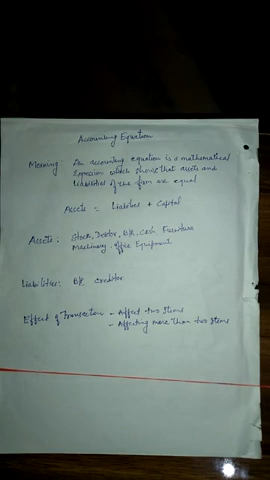 Accounting Equation
Meaning: An accounting equation is a mathematical
Expression which shows that assets and
liabilities of the firm are equal
Assets = Liabilities + Capital
Assets: Stock, Debtor, B/R, Cash Furniture
Machinery, Office Equipment
Liabilities: B/P, Creditor
Effect of Transection - Affect two Items
- Affecting more than two Items